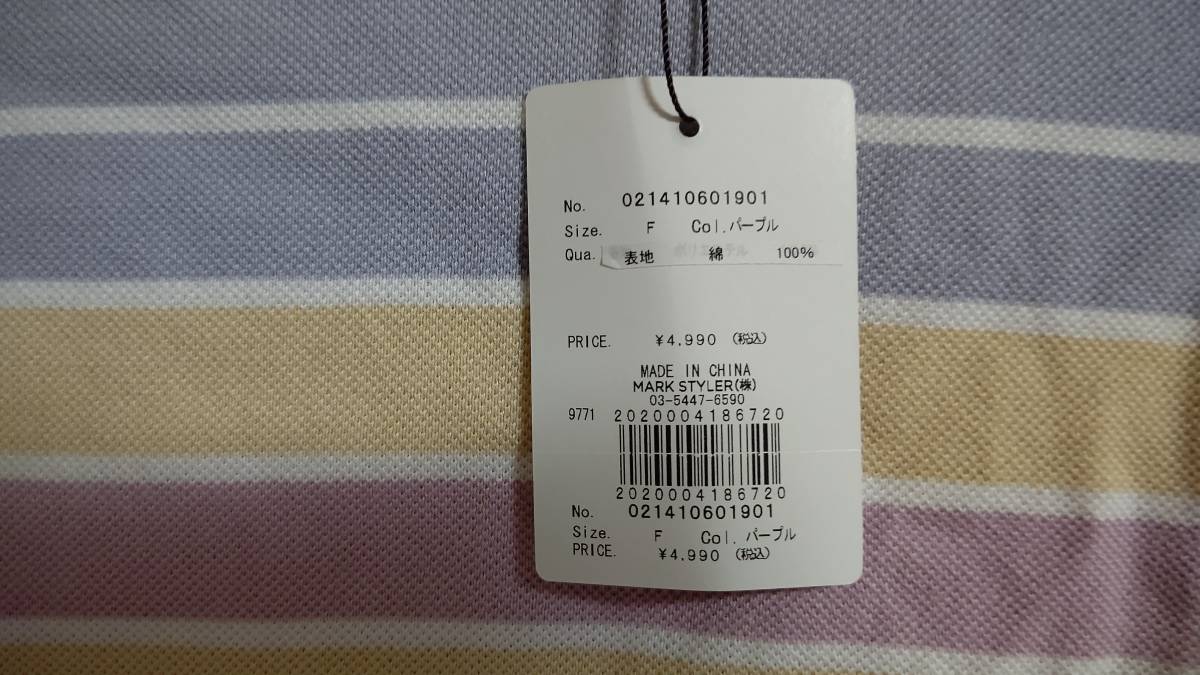 No. 021410601901
Size. F Col.パープル
Qua. 表地 綿 100%
PRICE. ¥4.990 (税込)
MADE IN CHINA
MARK STYLER(株)
03-5447-6590
9771 2020004186720
2020004186720
No. 021410601901
Size. F Col.パープル
PRICE. ¥4.990 (税込)